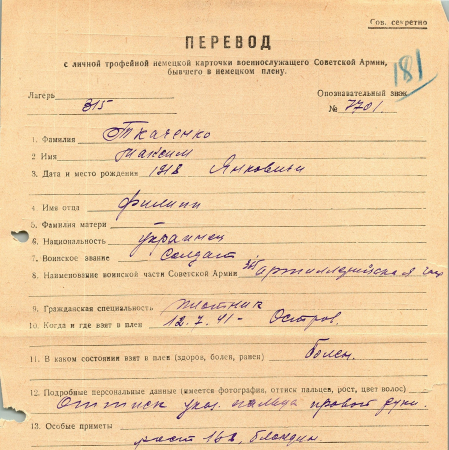 Сов. секретно
181
ПЕРЕВОД
с личной трофейной немецкой карточки военнослужащего Советской Армии,
бывшего в немецком плену.
Лагерь 315
Опознавательный знак
№ 7701.
1. Фамилия Ткаченко
2 Имя Максим
3. Дата и место рождения 1918 Янковичи
4. Имя отца Филипп
5. Фамилия матери
6. Национальность украинец
7. Воинское звание солдат
8. Наименование воинской части Советской Армии 315 артиллерийская
9. Гражданская специальность плотник
10. Когда и где взят в плен 12.7.41- Остров.
11. В каком состоянии взят в плен (здоров, болен, ранен) болен.
12. Подробные персональные данные (имеется фотография, оттиск пальцев, рост, цвет волос)
Оттиск указ. пальца правой руки.
13. Особые приметы
рост 168, блондин